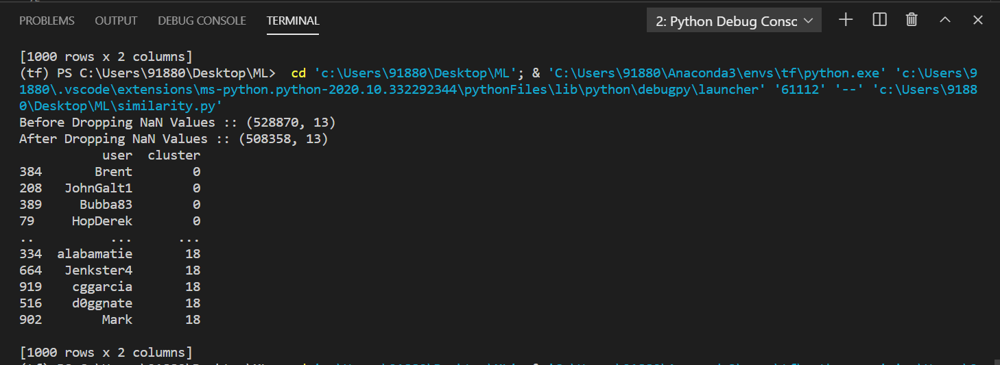 PROBLEMS OUTPUT DEBUG CONSOLE TERMINAL 2: Python Debug Consc
[1000 rows x 2 columns]
(tf) PS C:\Users\91880\Desktop\ML> cd 'c:\Users\91880\Desktop\ML'; & 'C:\Users\91880\Anaconda3\envs\tf\python.exe' 'c:\Users\9
1880\.vscode\extensions\ms-python.python-2020.10.332292344\pythonFiles\lib\python\debugpy\launcher' '61112' '--' 'c:\Users\9188
0\Desktop\ML\similarity.py'
Before Dropping NaN Values :: (528870, 13)
After Dropping NaN Values :: (508358, 13)
user cluster
384 Brent 0
208 JohnGalt1 0
389 Bubba83 0
79 HopDerek 0
.. ... ...
334 alabamatie 18
664 Jenkster4 18
919 cggarcia 18
516 d0ggnate 18
902 Mark 18
[1000 rows x 2 columns]